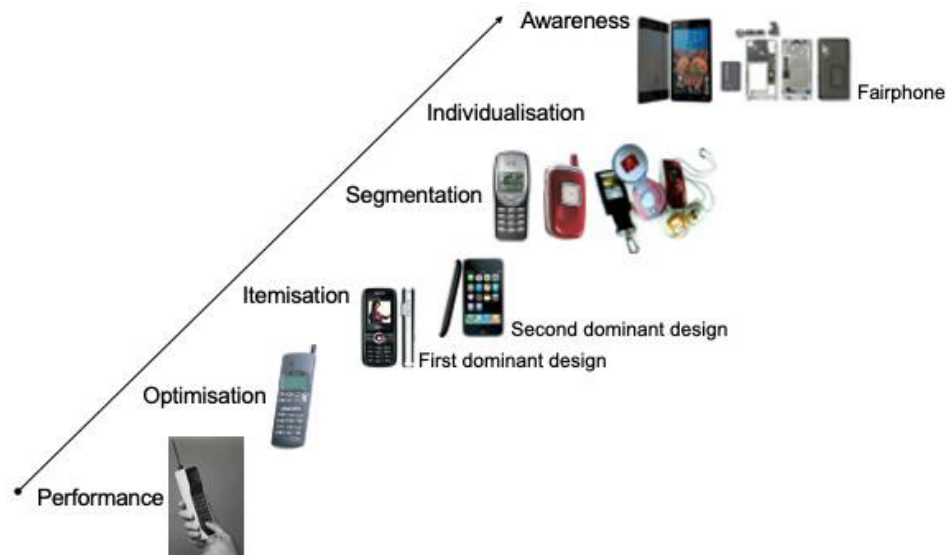 Awareness
Fairphone
Individualisation
Segmentation
Itemisation
Second dominant design
First dominant design
Optimisation
Performance